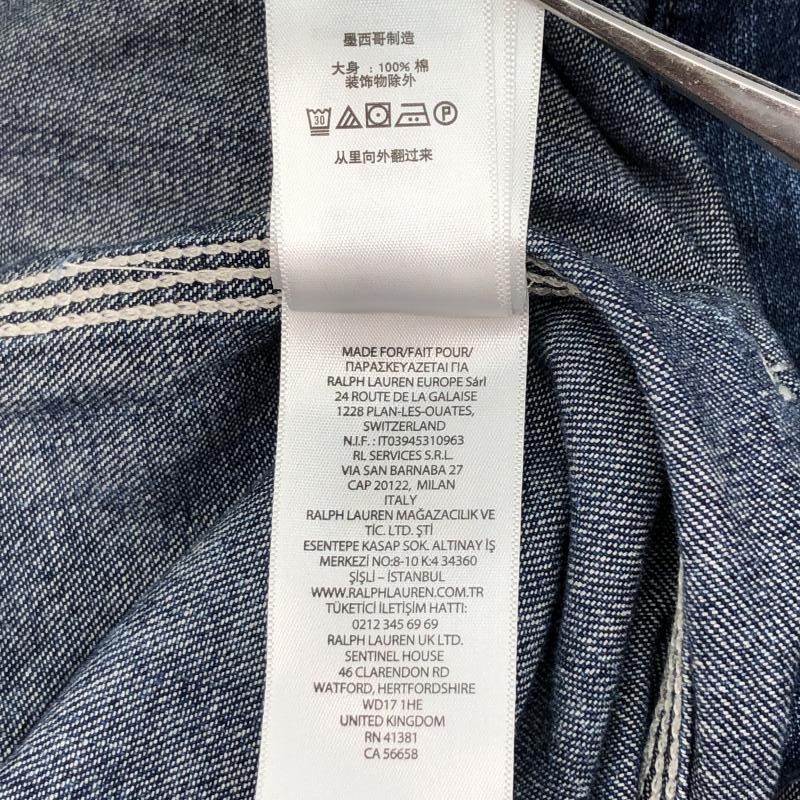 墨西哥制造
大身 : 100% 棉
装饰物除外
30 P
从里向外翻过来
MADE FOR/FAIT POUR/
ΠΑΡΑΣΚΕΥΑΖΕΤΑΙ ΓΙΑ
RALPH LAUREN EUROPE Sárl
24 ROUTE DE LA GALAISE
1228 PLAN-LES-OUATES,
SWITZERLAND
N.I.F. : IT03945310963
RL SERVICES S.R.L.
VIA SAN BARNABA 27
CAP 20122, MILAN
ITALY
RALPH LAUREN MAĞAZACILIK VE
TİC. LTD. ŞTİ
ESENTEPE KASAP SOK. ALTINAY İŞ
MERKEZİ NO:8-10 K:4 34360
ŞİŞLİ – İSTANBUL
WWW.RALPHLAUREN.COM.TR
TÜKETİCİ İLETİŞİM HATTI:
0212 345 69 69
RALPH LAUREN UK LTD.
SENTINEL HOUSE
46 CLARENDON RD
WATFORD, HERTFORDSHIRE
WD17 1HE
UNITED KINGDOM
RN 41381
CA 56658